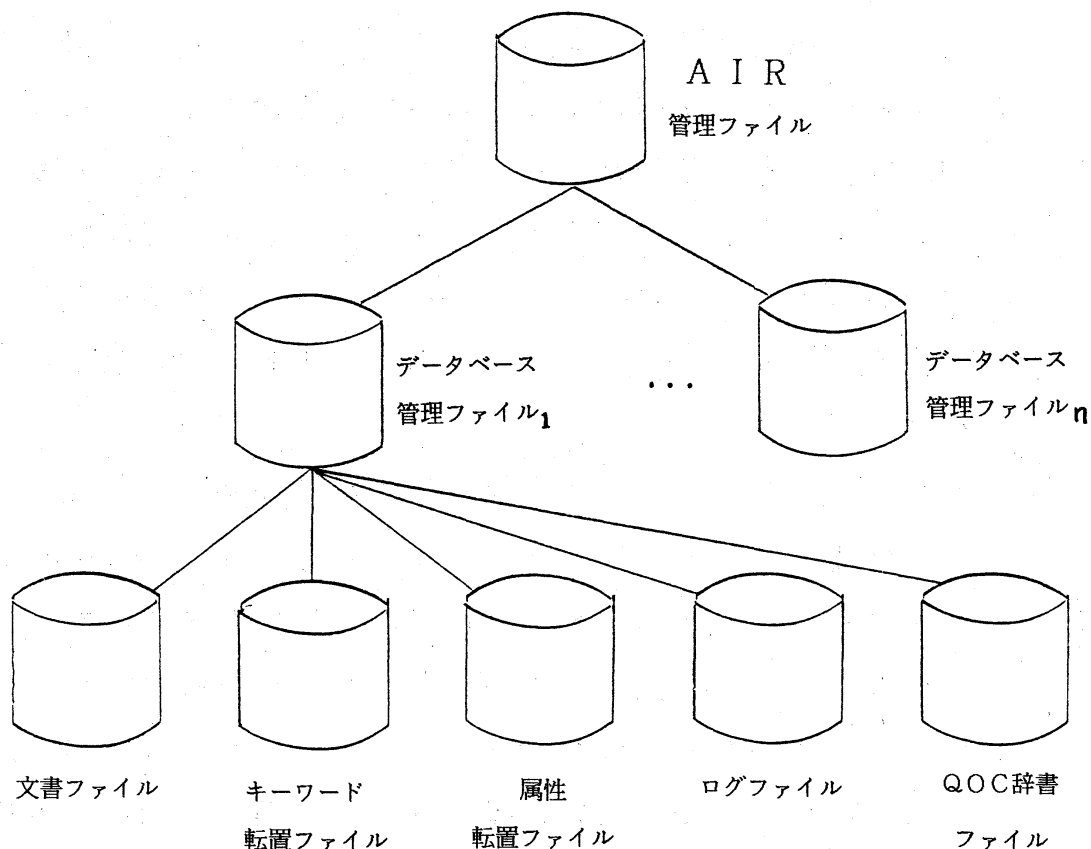 ＡＩＲ
管理ファイル
データベース
管理ファイル1
...
データベース
管理ファイルn
文書ファイル
キーワード
転置ファイル
属性
転置ファイル
ログファイル
ＱＯＣ辞書
ファイル